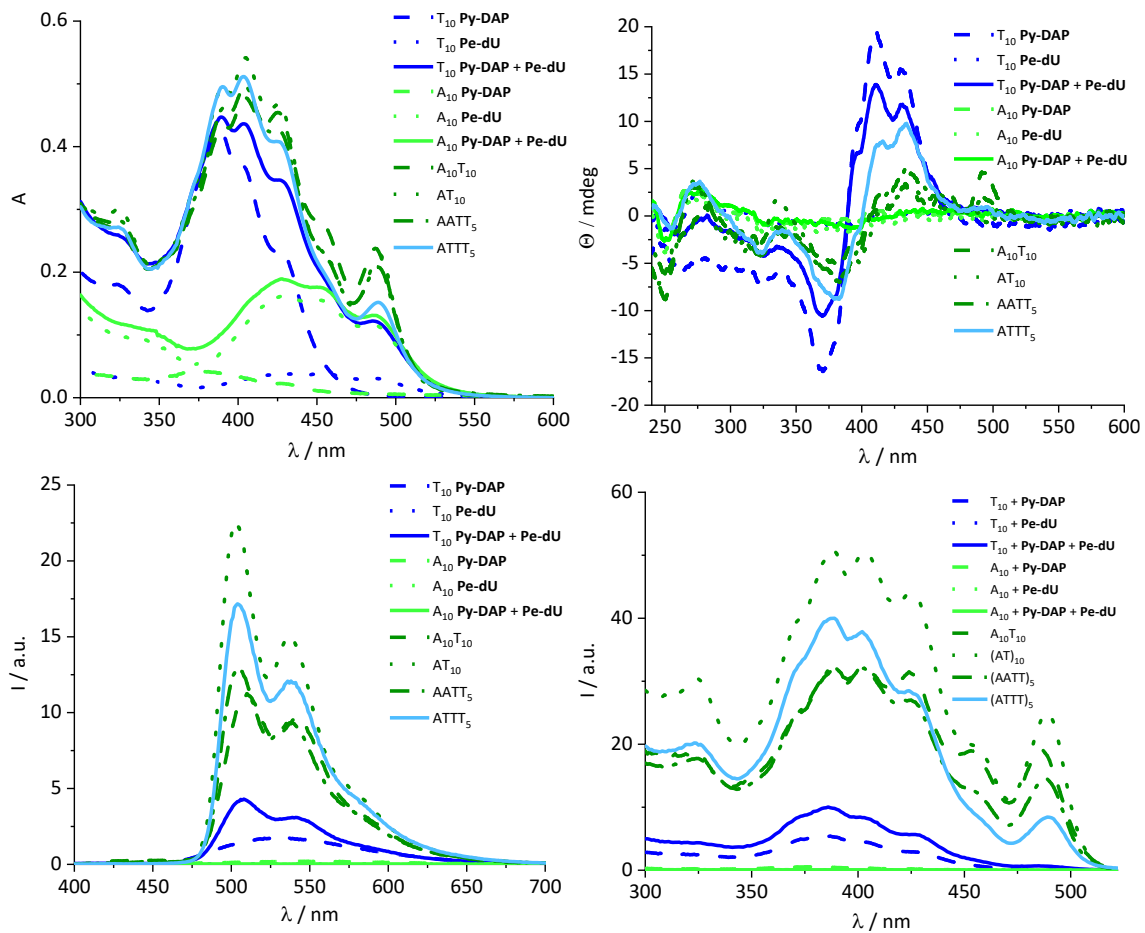 0.6
0.4
0.2
0.0
A
300 350 400 450 500 550 600
λ / nm
T₁₀ Py-DAP
T₁₀ Pe-dU
T₁₀ Py-DAP + Pe-dU
A₁₀ Py-DAP
A₁₀ Pe-dU
A₁₀ Py-DAP + Pe-dU
A₁₀T₁₀
AT₁₀
AATT₅
ATTT₅
20
15
10
5
0
-5
-10
-15
-20
Θ / mdeg
250 300 350 400 450 500 550 600
λ / nm
T₁₀ Py-DAP
T₁₀ Pe-dU
T₁₀ Py-DAP + Pe-dU
A₁₀ Py-DAP
A₁₀ Pe-dU
A₁₀ Py-DAP + Pe-dU
A₁₀T₁₀
AT₁₀
AATT₅
ATTT₅
25
20
15
10
5
0
I / a.u.
400 450 500 550 600 650 700
λ / nm
T₁₀ Py-DAP
T₁₀ Pe-dU
T₁₀ Py-DAP + Pe-dU
A₁₀ Py-DAP
A₁₀ Pe-dU
A₁₀ Py-DAP + Pe-dU
A₁₀T₁₀
AT₁₀
AATT₅
ATTT₅
60
40
20
0
I / a.u.
300 350 400 450 500
λ / nm
T₁₀ + Py-DAP
T₁₀ + Pe-dU
T₁₀ + Py-DAP + Pe-dU
A₁₀ + Py-DAP
A₁₀ + Pe-dU
A₁₀ + Py-DAP + Pe-dU
A₁₀T₁₀
(AT)₁₀
(AATT)₅
(ATTT)₅